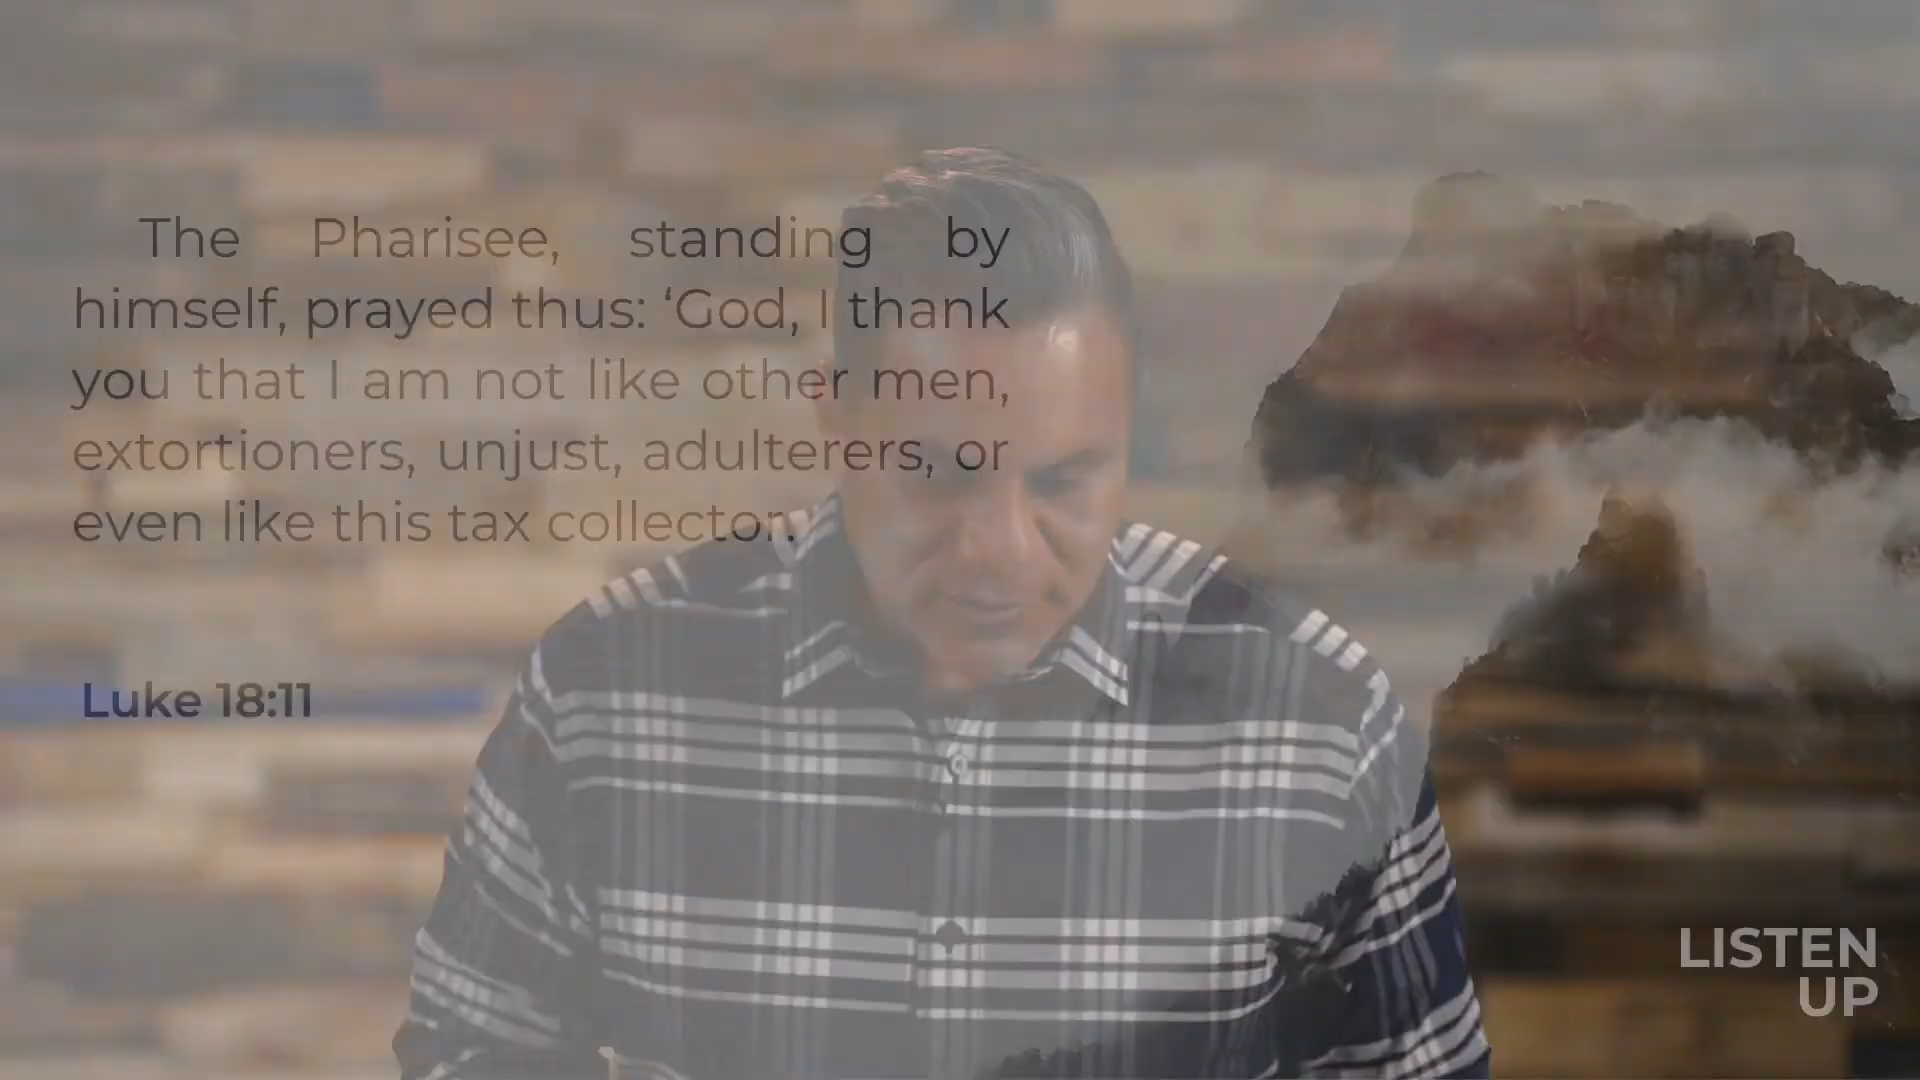 The Pharisee, standing by
himself, prayed thus: ‘God, I thank
you that I am not like other men,
extortioners, unjust, adulterers, or
even like this tax collector.
Luke 18:11
LISTEN
UP